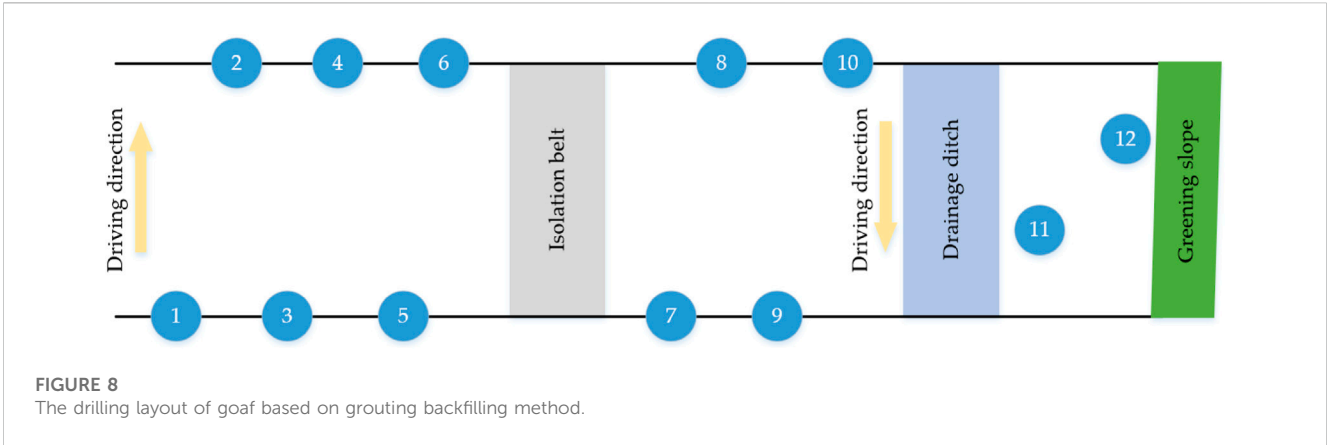 2
4
6
8
10
Driving direction
Isolation belt
Driving direction
Drainage ditch
12
11
Greening slope
1
3
5
7
9
FIGURE 8
The drilling layout of goaf based on grouting backfilling method.